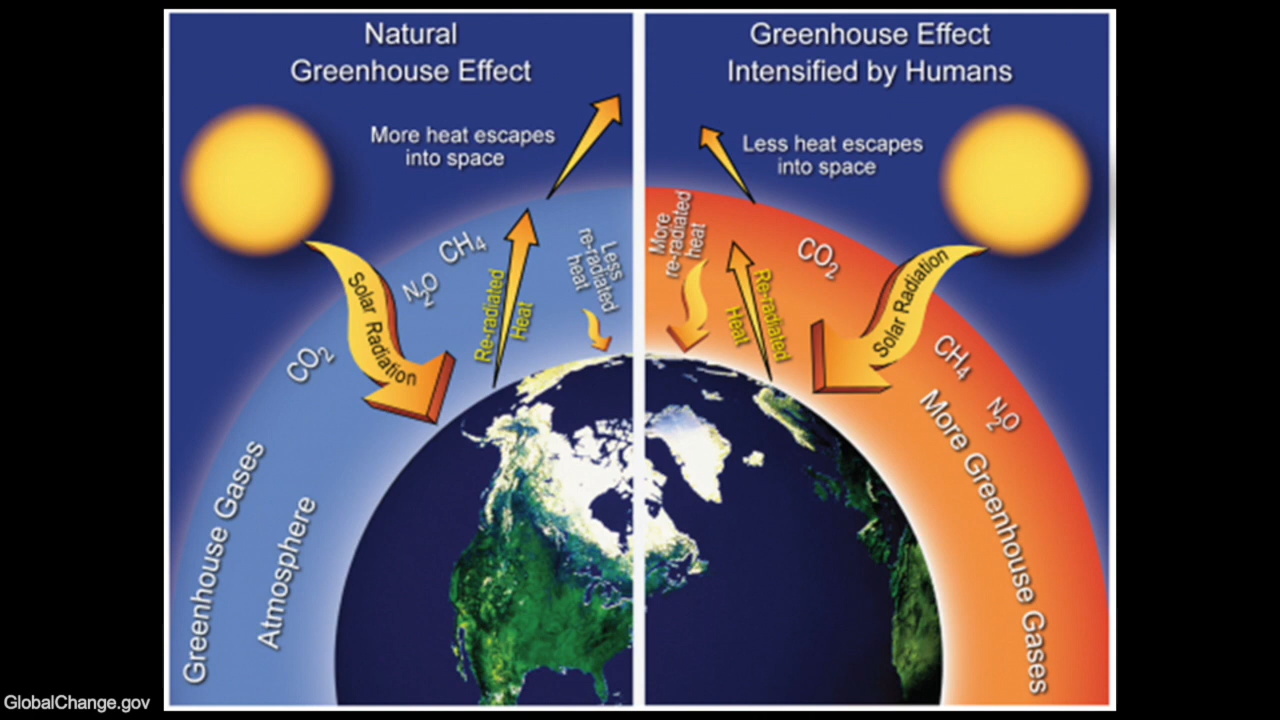 Natural
Greenhouse Effect
More heat escapes
into space
Solar Radiation
CO2
N2O
CH4
Re-radiated
Heat
Less
re-radiated
heat
Greenhouse Gases
Atmosphere
Greenhouse Effect
Intensified by Humans
Less heat escapes
into space
More
re-radiated
heat
Re-radiated
Heat
CO2
Solar Radiation
CH4
N2O
More Greenhouse Gases
GlobalChange.gov